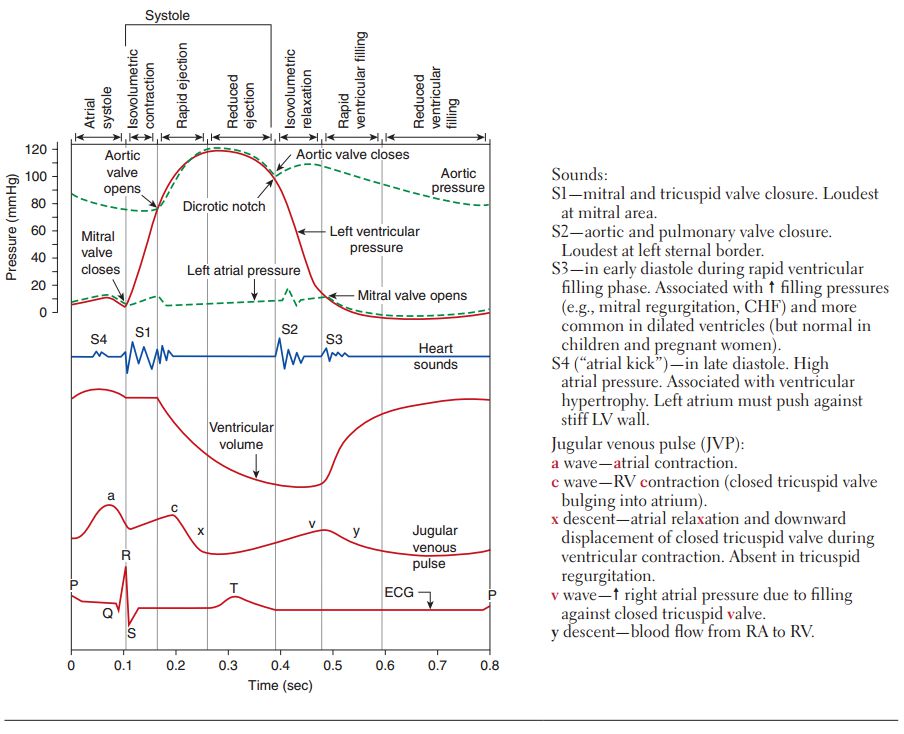 Systole
Atrial
systole
Isovolumetric
contraction
Rapid ejection
Reduced
ejection
Isovolumetric
relaxation
Rapid
ventricular filling
Reduced
ventricular
filling
Pressure (mmHg)
120
100
80
60
40
20
0
Aortic
valve
opens
Aortic valve closes
Aortic
pressure
Dicrotic notch
Mitral
valve
closes
Left ventricular
pressure
Left atrial pressure
Mitral valve opens
S4
S1
S2
S3
Heart
sounds
Ventricular
volume
a
c
x
v
y
Jugular
venous
pulse
P
Q
R
S
T
ECG
P
0 0.1 0.2 0.3 0.4 0.5 0.6 0.7 0.8
Time (sec)
Sounds:
S1—mitral and tricuspid valve closure. Loudest
at mitral area.
S2—aortic and pulmonary valve closure.
Loudest at left sternal border.
S3—in early diastole during rapid ventricular
filling phase. Associated with ↑ filling pressures
(e.g., mitral regurgitation, CHF) and more
common in dilated ventricles (but normal in
children and pregnant women).
S4 (“atrial kick”)—in late diastole. High
atrial pressure. Associated with ventricular
hypertrophy. Left atrium must push against
stiff LV wall.
Jugular venous pulse (JVP):
a wave—atrial contraction.
c wave—RV contraction (closed tricuspid valve
bulging into atrium).
x descent—atrial relaxation and downward
displacement of closed tricuspid valve during
ventricular contraction. Absent in tricuspid
regurgitation.
v wave—↑ right atrial pressure due to filling
against closed tricuspid valve.
y descent—blood flow from RA to RV.